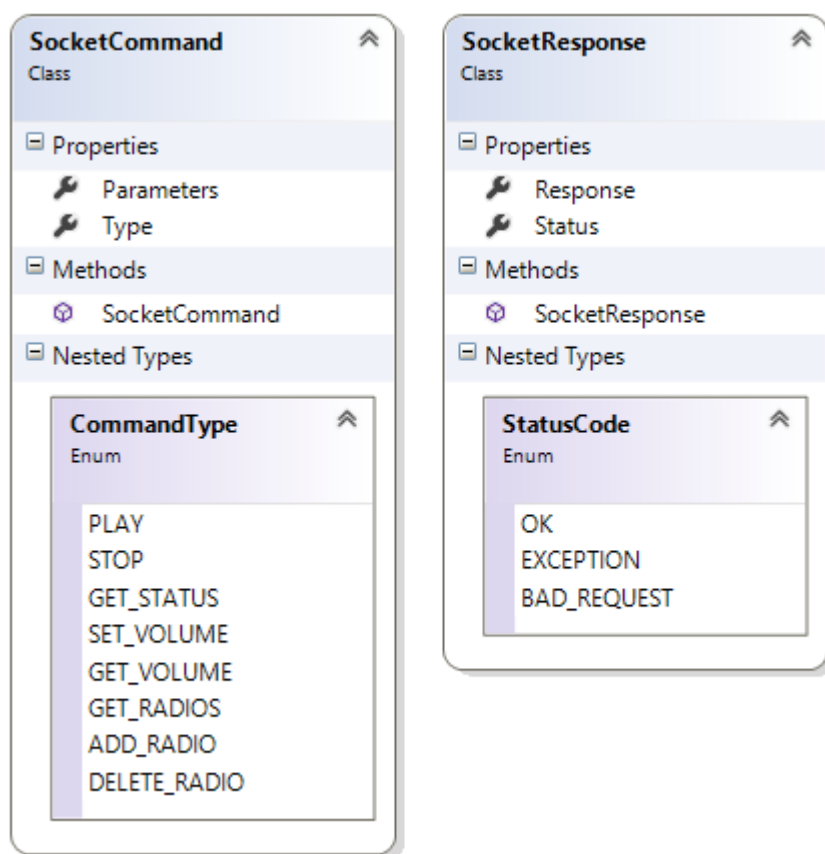 SocketCommand
Class
Properties
Parameters
Type
Methods
SocketCommand
Nested Types
CommandType
Enum
PLAY
STOP
GET_STATUS
SET_VOLUME
GET_VOLUME
GET_RADIOS
ADD_RADIO
DELETE_RADIO
SocketResponse
Class
Properties
Response
Status
Methods
SocketResponse
Nested Types
StatusCode
Enum
OK
EXCEPTION
BAD_REQUEST